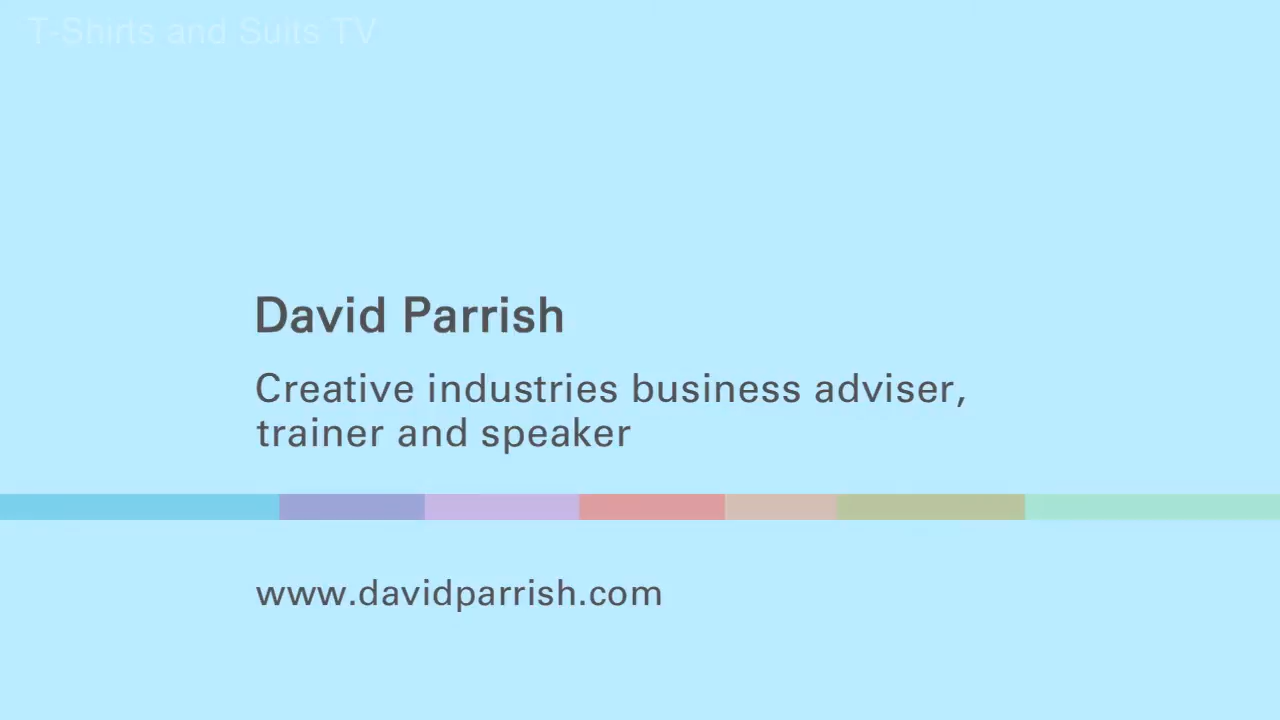 T-Shirts and Suits TV
David Parrish
Creative industries business adviser,
trainer and speaker
www.davidparrish.com